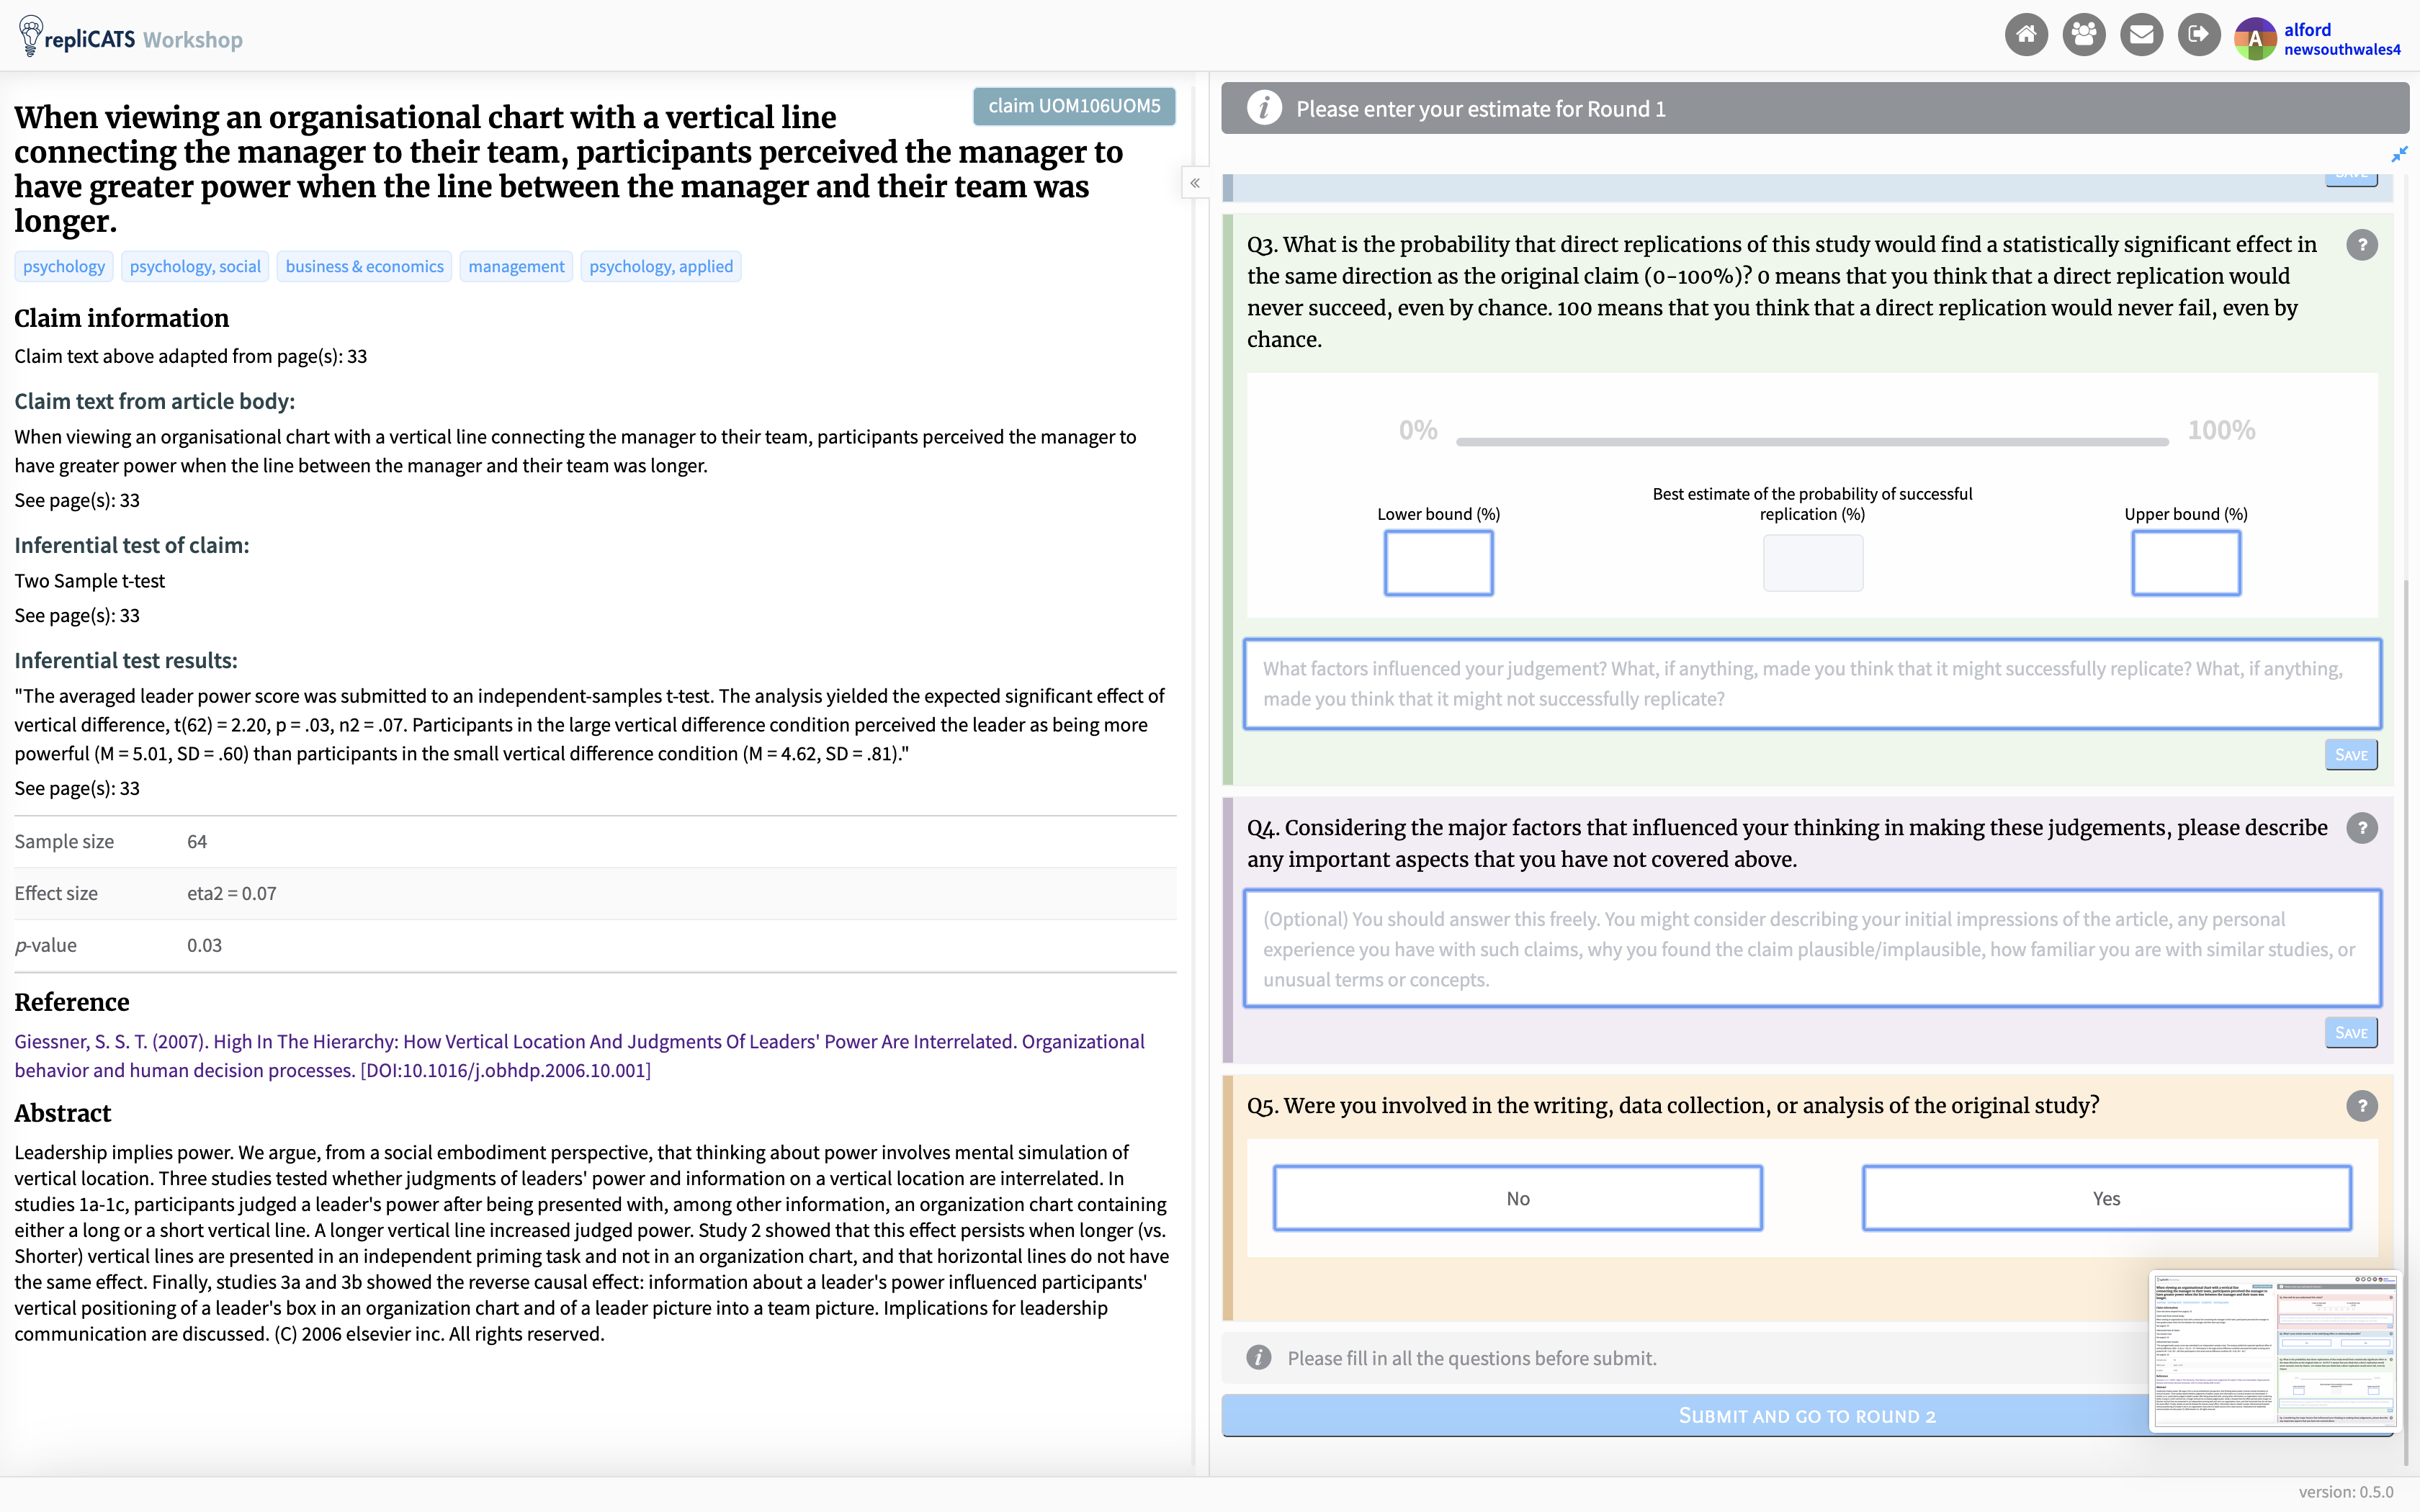 repliCATS Workshop
alford
A
newsouthwales4
When viewing an organisational chart with a vertical line
connecting the manager to their team, participants perceived the manager to
have greater power when the line between the manager and their team was
longer.
claim UOM106UOM5
psychology
psychology, social
business & economics
management
psychology, applied
Claim information
Claim text above adapted from page(s): 33
Claim text from article body:
When viewing an organisational chart with a vertical line connecting the manager to their team, participants perceived the manager to
have greater power when the line between the manager and their team was longer.
See page(s): 33
Inferential test of claim:
Two Sample t-test
See page(s): 33
Inferential test results:
"The averaged leader power score was submitted to an independent-samples t-test. The analysis yielded the expected significant effect of
vertical difference, t(62) = 2.20, p = .03, n2 = .07. Participants in the large vertical difference condition perceived the leader as being more
powerful (M = 5.01, SD = .60) than participants in the small vertical difference condition (M = 4.62, SD = .81)."
See page(s): 33
Sample size 64
Effect size eta2 = 0.07
p-value 0.03
Reference
Giessner, S. S. T. (2007). High In The Hierarchy: How Vertical Location And Judgments Of Leaders' Power Are Interrelated. Organizational
behavior and human decision processes. [DOI:10.1016/j.obhdp.2006.10.001]
Abstract
Leadership implies power. We argue, from a social embodiment perspective, that thinking about power involves mental simulation of
vertical location. Three studies tested whether judgments of leaders' power and information on a vertical location are interrelated. In
studies 1a-1c, participants judged a leader's power after being presented with, among other information, an organization chart containing
either a long or a short vertical line. A longer vertical line increased judged power. Study 2 showed that this effect persists when longer (vs.
Shorter) vertical lines are presented in an independent priming task and not in an organization chart, and that horizontal lines do not have
the same effect. Finally, studies 3a and 3b showed the reverse causal effect: information about a leader's power influenced participants'
vertical positioning of a leader's box in an organization chart and of a leader picture into a team picture. Implications for leadership
communication are discussed. (C) 2006 elsevier inc. All rights reserved.
«
i Please enter your estimate for Round 1
Q3. What is the probability that direct replications of this study would find a statistically significant effect in
the same direction as the original claim (0-100%)? 0 means that you think that a direct replication would
never succeed, even by chance. 100 means that you think that a direct replication would never fail, even by
chance.
?
0% 100%
Lower bound (%)
Best estimate of the probability of successful
replication (%)
Upper bound (%)
What factors influenced your judgement? What, if anything, made you think that it might successfully replicate? What, if anything,
made you think that it might not successfully replicate?
SAVE
Q4. Considering the major factors that influenced your thinking in making these judgements, please describe
any important aspects that you have not covered above.
?
(Optional) You should answer this freely. You might consider describing your initial impressions of the article, any personal
experience you have with such claims, why you found the claim plausible/implausible, how familiar you are with similar studies, or
unusual terms or concepts.
SAVE
Q5. Were you involved in the writing, data collection, or analysis of the original study?
?
No
Yes
i Please fill in all the questions before submit.
SUBMIT AND GO TO ROUND 2
version: 0.5.0